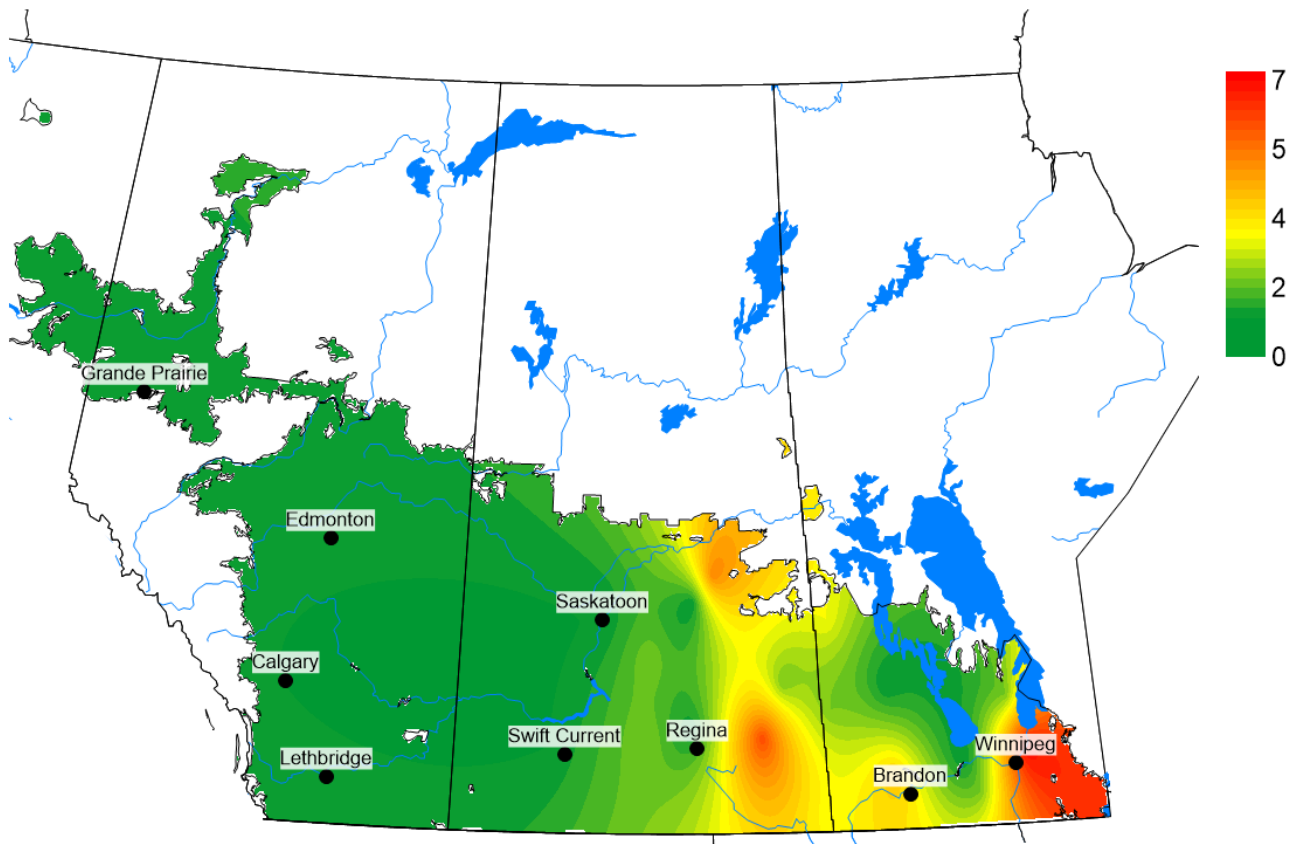 7
5
4
2
0
Grande Prairie
Edmonton
Saskatoon
Calgary
Regina
Swift Current
Winnipeg
Lethbridge
Brandon